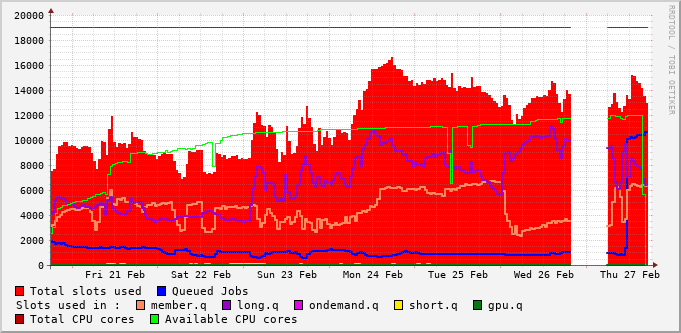 20000
18000
16000
14000
12000
10000
8000
6000
4000
2000
0
Fri 21 Feb Sat 22 Feb Sun 23 Feb Mon 24 Feb Tue 25 Feb Wed 26 Feb Thu 27 Feb
RRDTOOL / TOBI OETIKER
Total slots used Queued Jobs
Slots used in : member.q long.q ondemand.q short.q gpu.q
Total CPU cores Available CPU cores